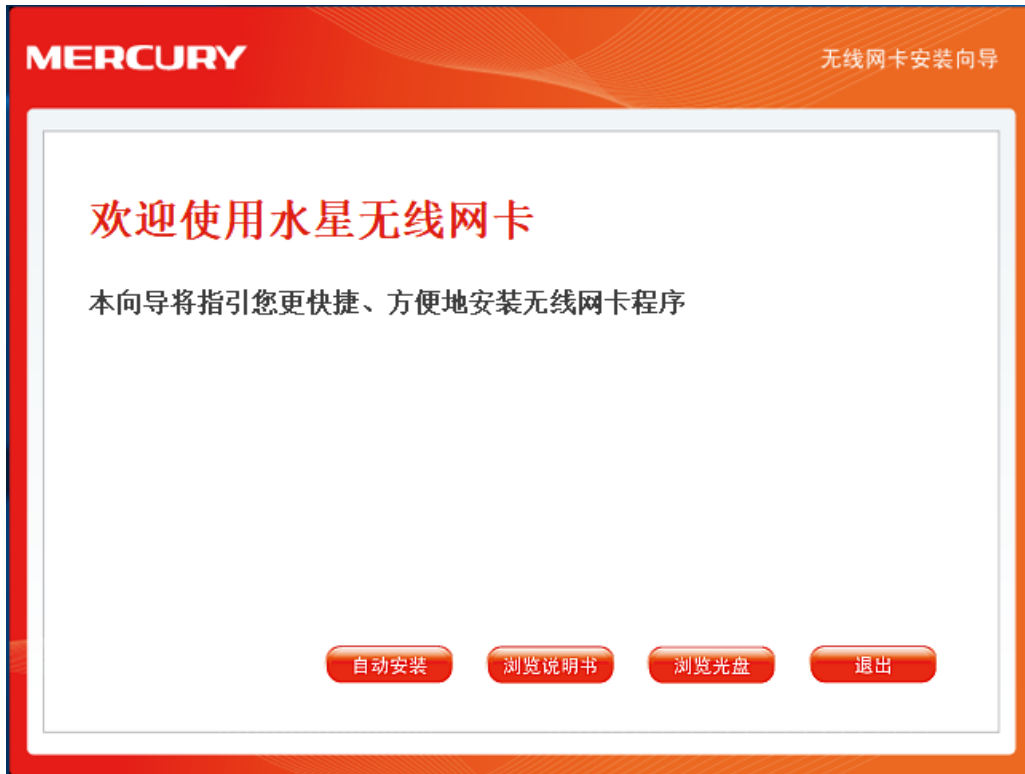 MERCURY
无线网卡安装向导
欢迎使用水星无线网卡
本向导将指引您更快捷、方便地安装无线网卡程序
自动安装
浏览说明书
浏览光盘
退出